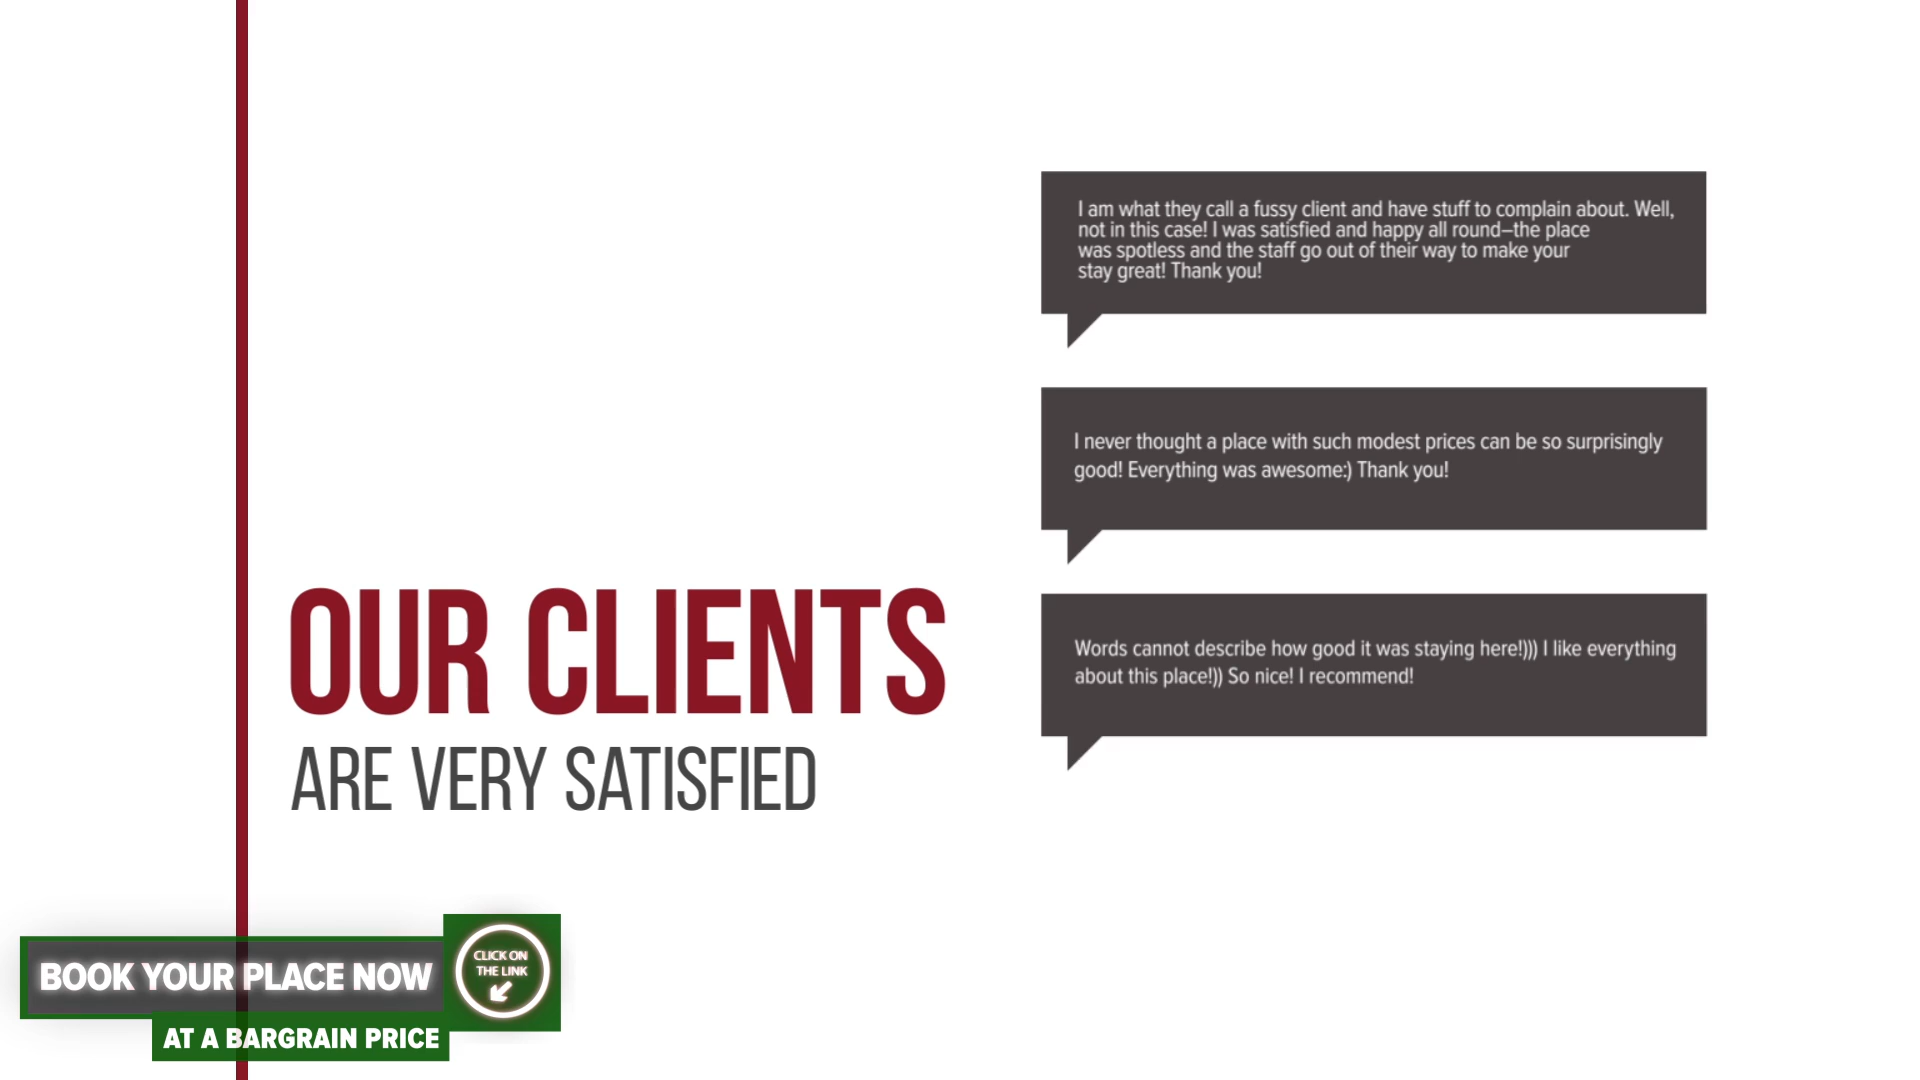 I am what they call a fussy client and have stuff to complain about. Well,
not in this case! I was satisfied and happy all round–the place
was spotless and the staff go out of their way to make your
stay great! Thank you!
I never thought a place with such modest prices can be so surprisingly
good! Everything was awesome:) Thank you!
Words cannot describe how good it was staying here!))) I like everything
about this place!)) So nice! I recommend!
OUR CLIENTS
ARE VERY SATISFIED
BOOK YOUR PLACE NOW
CLICK ON
THE LINK
AT A BARGRAIN PRICE